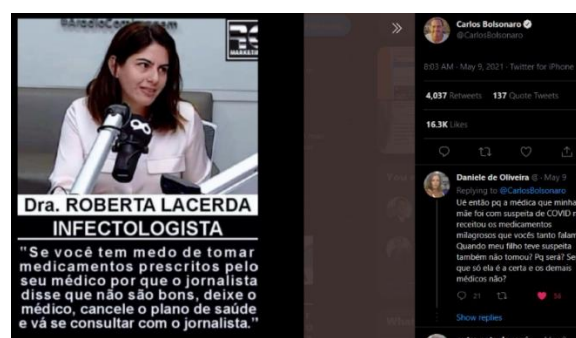 Dra. ROBERTA LACERDA
INFECTOLOGISTA
"Se você tem medo de tomar
medicamentos prescritos pelo
seu médico por que o jornalista
disse que não são bons, deixe o
médico, cancele o plano de saúde
e vá se consultar com o jornalista."
Carlos Bolsonaro
@CarlosBolsonaro
8:03 AM · May 9, 2021 · Twitter for iPhone
4,037 Retweets 137 Quote Tweets
16.3K Likes
Daniele de Oliveira @ · May 9
Replying to @CarlosBolsonaro
Ué então pq a médica que minha
mãe foi com suspeita de COVID
receitou os medicamentos
milagrosos que vocês tanto falam
Quando meu filho teve suspeita
também não tomou? Pq será?
que só ela é a certa e os demais
médicos não?
21
34
Show replies